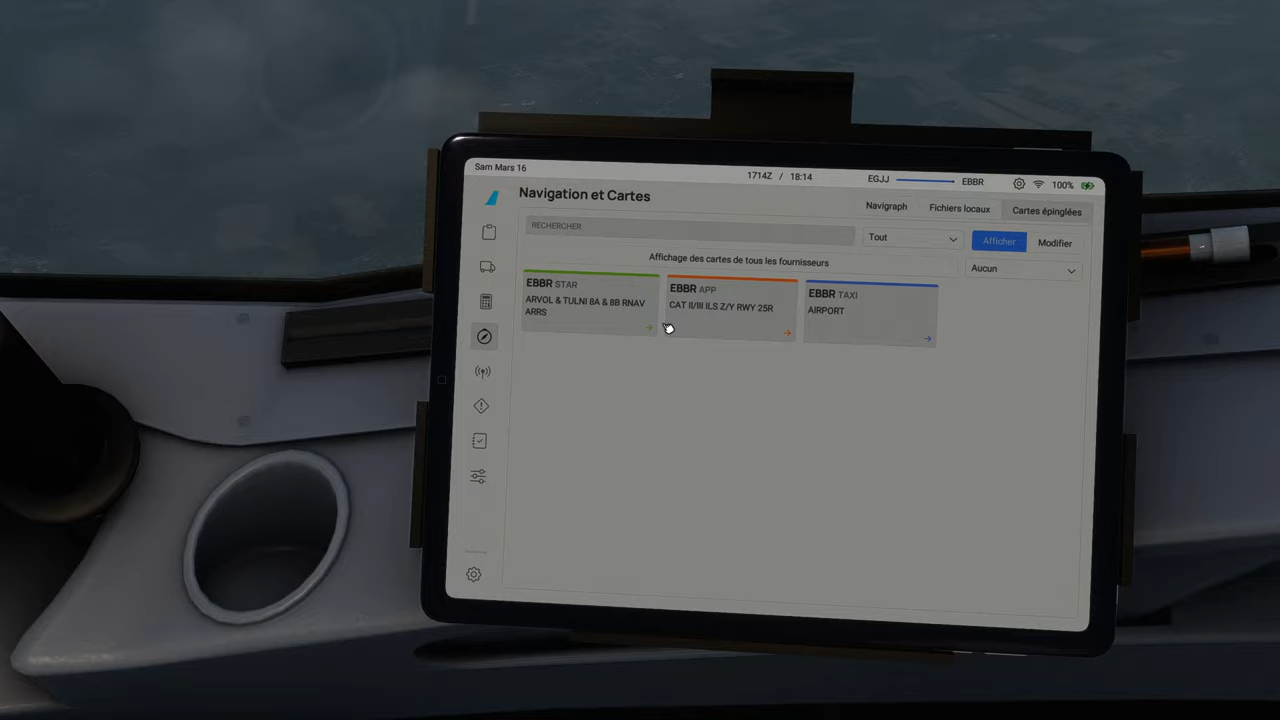 Sam Mars 16
1714Z / 18:14
EGJJ
EBBR
100%
Navigation et Cartes
Navigraph
Fichiers locaux
Cartes épinglées
RECHERCHER
Tout
Afficher
Modifier
Affichage des cartes de tous les fournisseurs
Aucun
EBBR STAR
ARVOL & TULNI 8A & 8B RNAV
ARRS
EBBR APP
CAT II/III ILS Z/Y RWY 25R
EBBR TAXI
AIRPORT